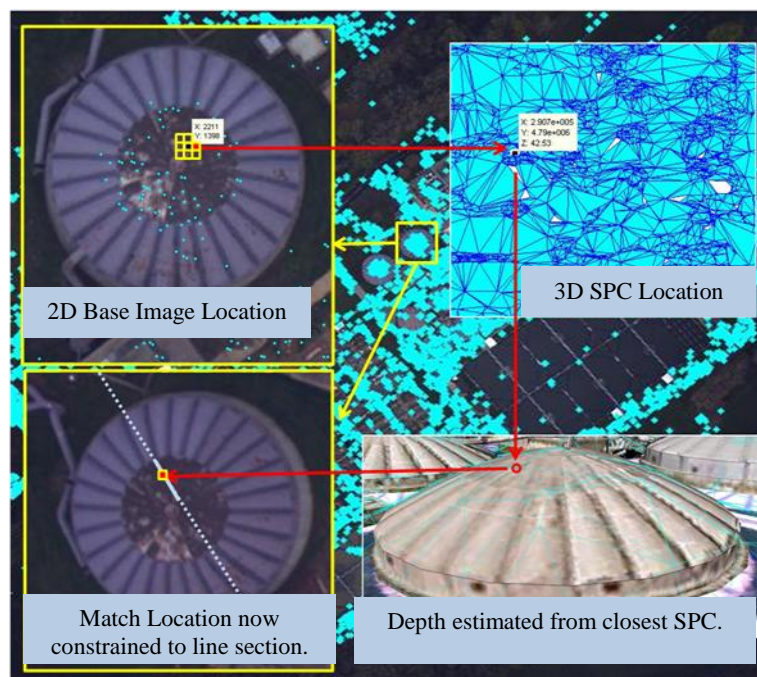 X: 2211
Y: 1398
X: 2.907e+005
Y: 4.79e+006
Z: 42.53
2D Base Image Location
3D SPC Location
Match Location now
constrained to line section.
Depth estimated from closest SPC.